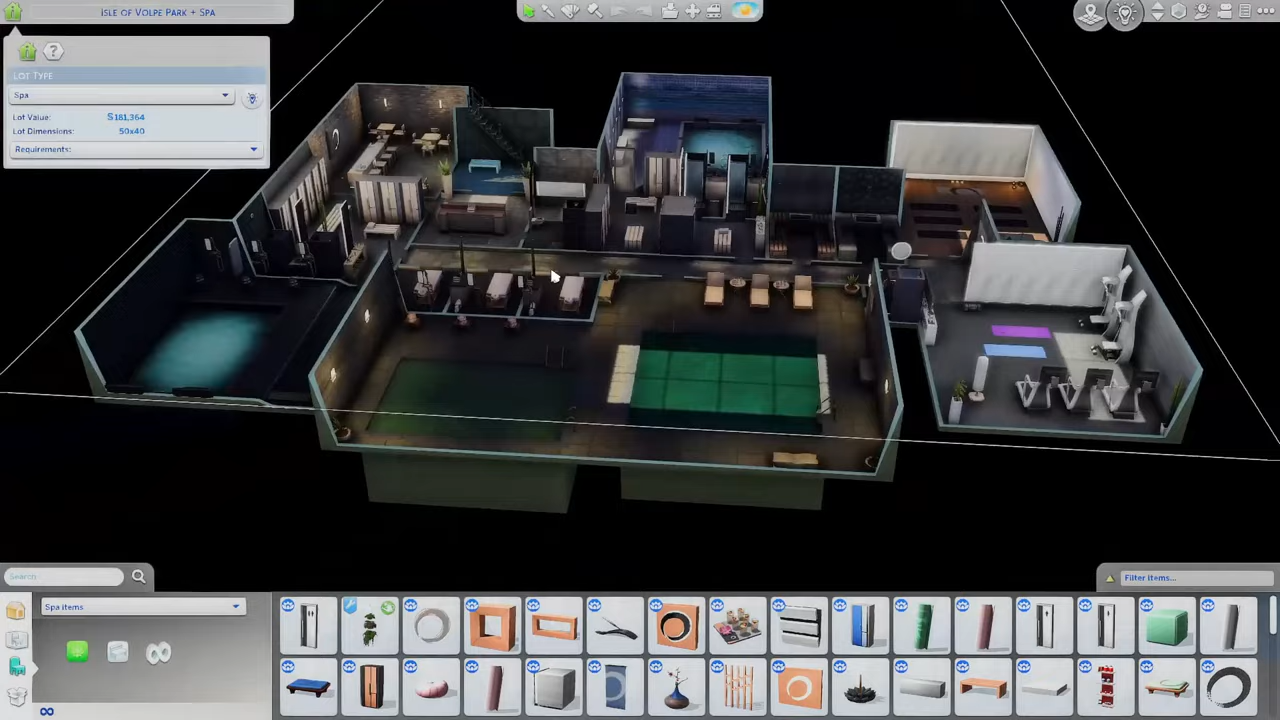 Isle of Volpe Park + Spa
Lot Type
Spa
Lot Value: §181,364
Lot Dimensions: 50x40
Requirements:
Search...
Filter Items...
Spa Items